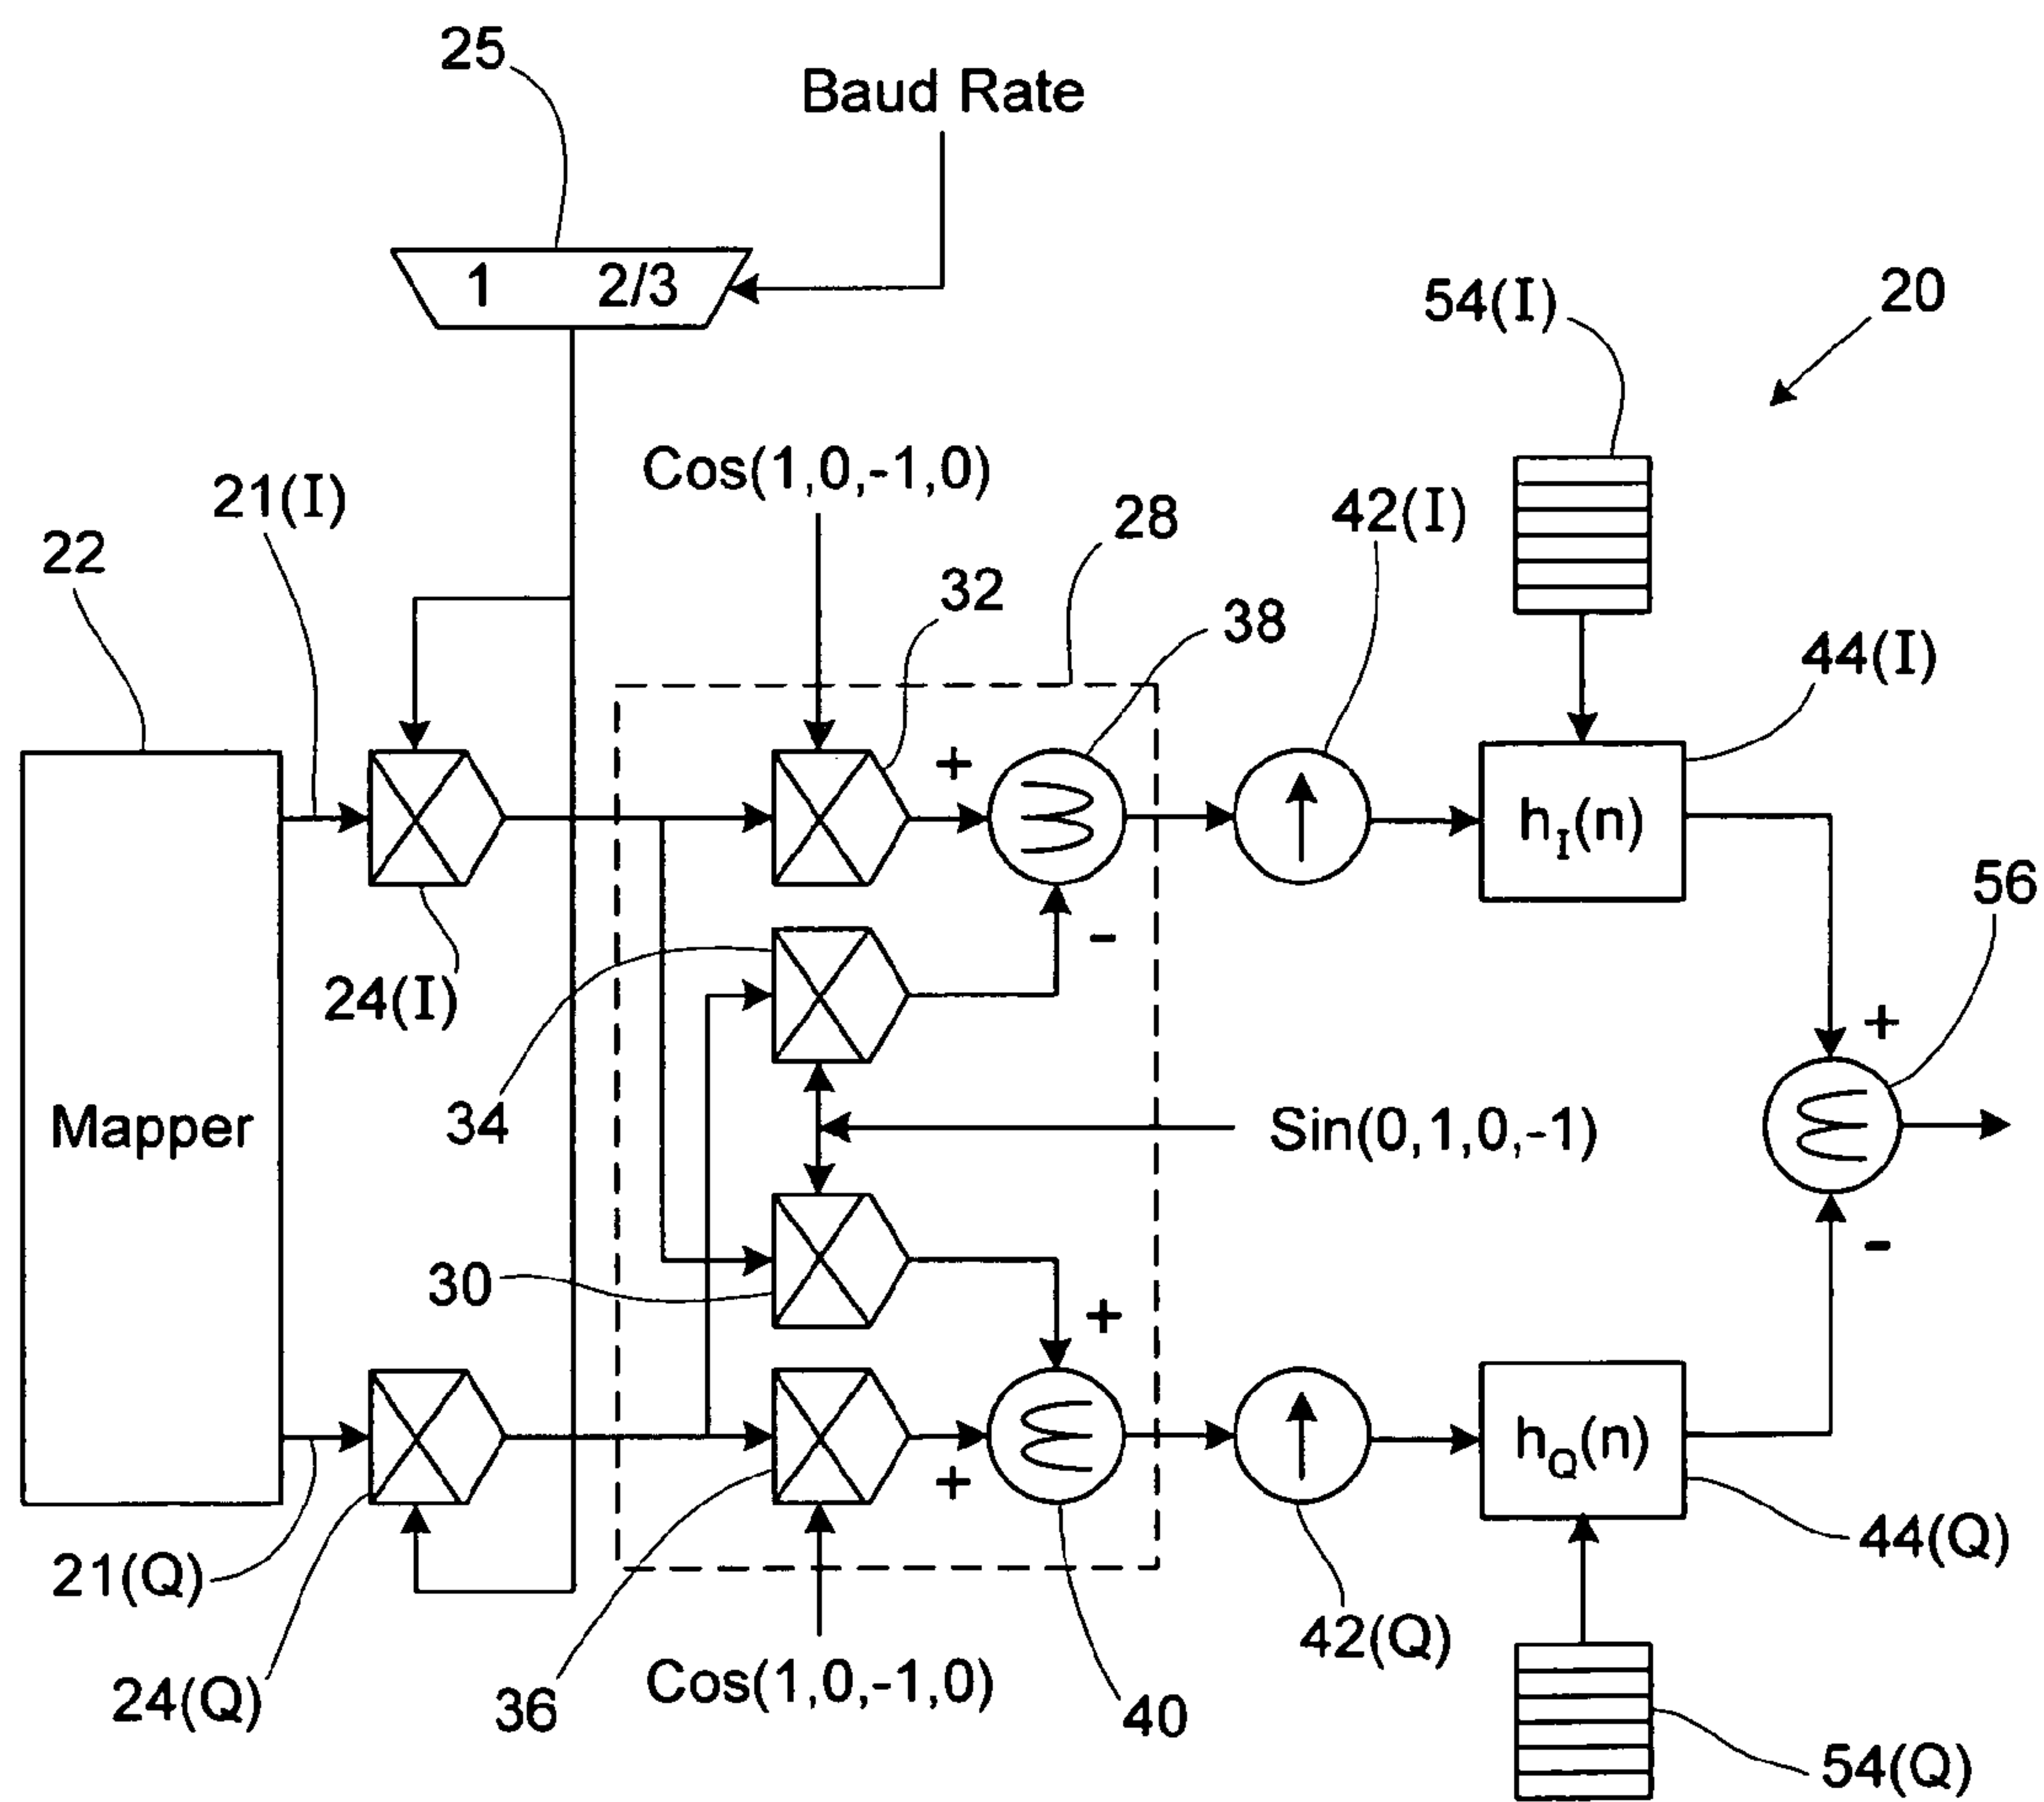 25
Baud Rate
1 2/3
54(I)
20
Cos(1,0,-1,0)
21(I)
28
42(I)
22
32
38
44(I)
+
h_I(n)
56
-
24(I)
+
34
Mapper
Sin(0,1,0,-1)
30
-
+
h_Q(n)
+
21(Q)
44(Q)
42(Q)
24(Q)
36
Cos(1,0,-1,0)
40
54(Q)